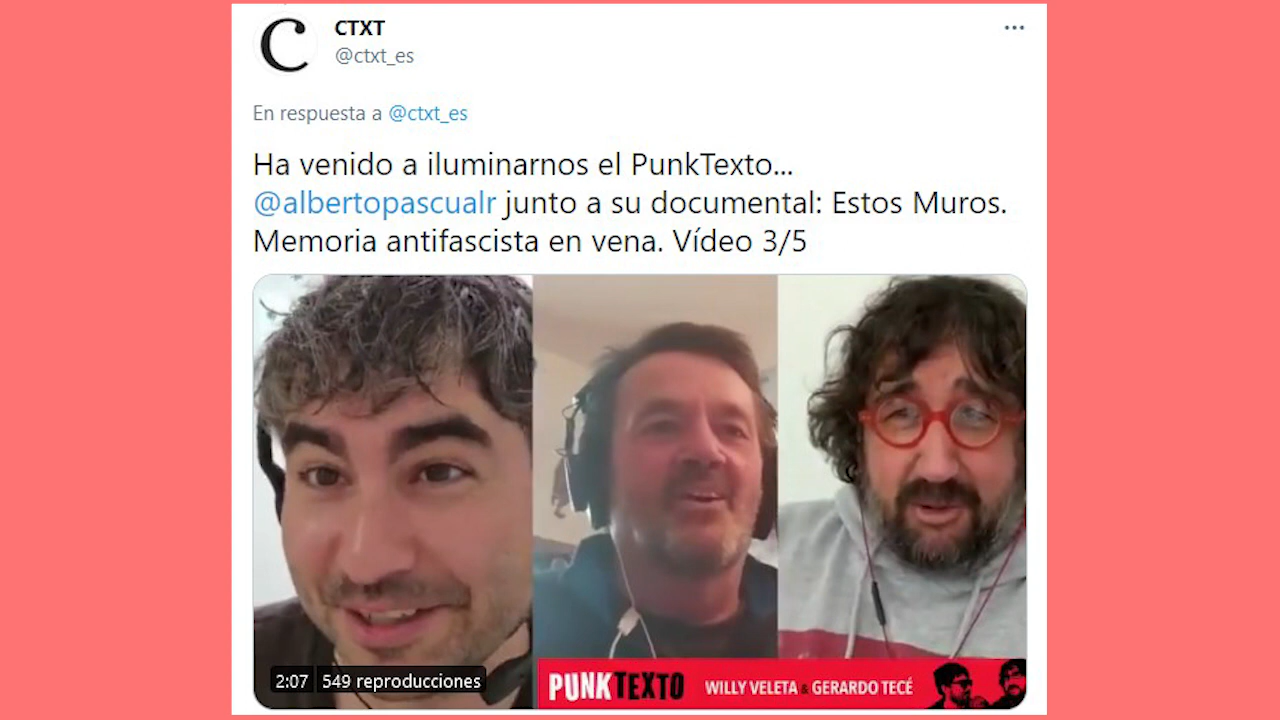 C
CTXT
@ctxt_es
En respuesta a @ctxt_es
Ha venido a iluminarnos el PunkTexto...
@albertopascualr junto a su documental: Estos Muros.
Memoria antifascista en vena. Vídeo 3/5
2:07 549 reproducciones
PUNKTEXTO WILLY VELETA & GERARDO TECÉ